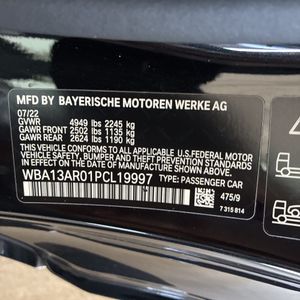 MFD BY BAYERISCHE MOTOREN WERKE AG
07/22
GVWR 4949 lbs 2245 kg
GAWR FRONT 2502 lbs 1135 kg
GAWR REAR 2624 lbs 1190 kg
THIS VEHICLE CONFORMS TO ALL
APPLICABLE U.S.FEDERAL MOTOR
VEHICLE SAFETY, BUMPER AND
THEFT PREVENTION STANDARDS IN
EFFECT ON THE DATE OF
MANUFACTURE SHOWN ABOVE.
WBA13AR01PCL19997 TYPE: PASSENGER CAR
475/9
7 315 814